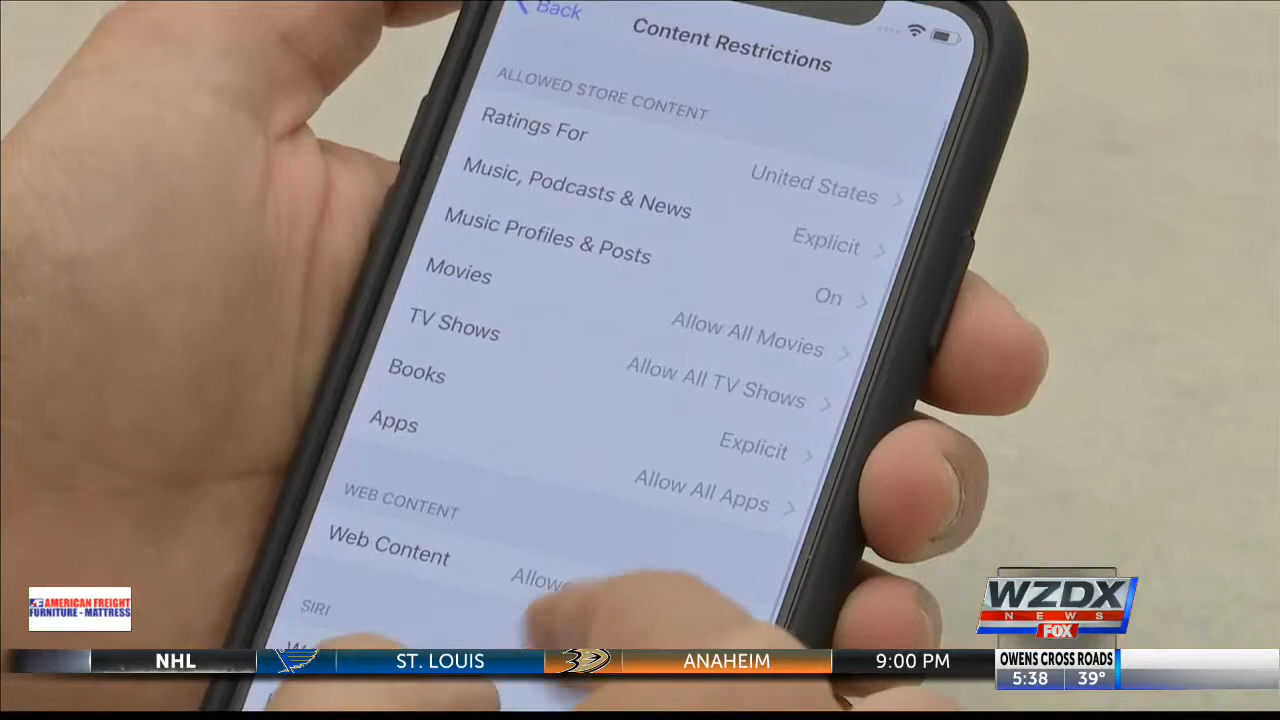 Back
Content Restrictions
ALLOWED STORE CONTENT
Ratings For United States
Music, Podcasts & News Explicit
Music Profiles & Posts On
Movies Allow All Movies
TV Shows Allow All TV Shows
Books Explicit
Apps Allow All Apps
WEB CONTENT
Web Content
SIRI
AMERICAN FREIGHT
FURNITURE - MATTRESS
WZDX
NEWS
FOX
NHL ST. LOUIS ANAHEIM 9:00 PM
OWENS CROSS ROADS
5:38 39°